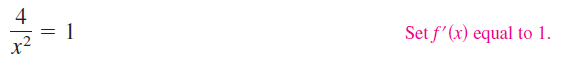 4/x² = 1 Set f′(x) equal to 1.